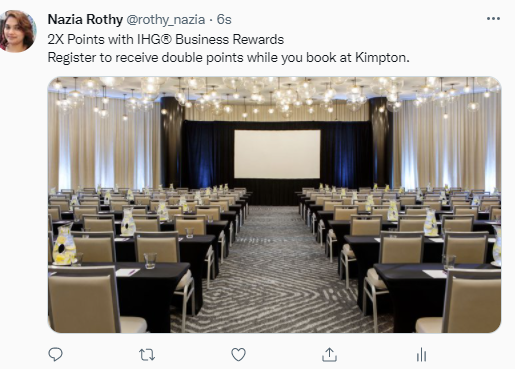 Nazia Rothy @rothy_nazia · 6s
2X Points with IHG® Business Rewards
Register to receive double points while you book at Kimpton.